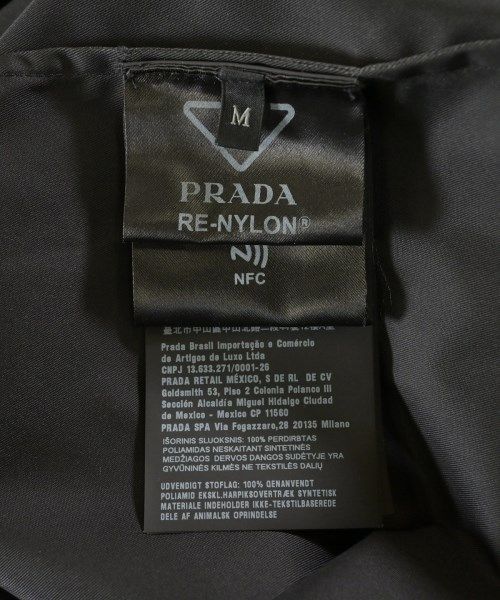 M
PRADA
RE-NYLON®
NFC
Prada Brasil Importação e Comércio
de Artigos de Luxo Ltda
CNPJ 13.633.271/0001-26
PRADA RETAIL MÉXICO, S DE RL DE CV
Goldsmith 53, Piso 2 Colonia Polanco III
Sección Alcaldía Miguel Hidalgo Ciudad
de Mexico - Mexico CP 11560
PRADA SPA Via Fogazzaro,28 20135 Milano
IŠORINIS SLUOKSNIS: 100% PERDIRBTAS
POLIAMIDAS NESKAITANT SINTETINĖS
MEDŽIAGOS DERVOS DANGOS SUDĖTYJE YRA
GYVŪNINĖS KILMĖS NE TEKSTILĖS DALIŲ
UDVENDIGT STOFLAG: 100% GENANVENDT
POLIAMID EKSKL.HARPIKSOVERTRÆK SYNTETISK
MATERIALE INDEHOLDER IKKE-TEKSTILBASEREDE
DELE AF ANIMALSK OPRINDELSE